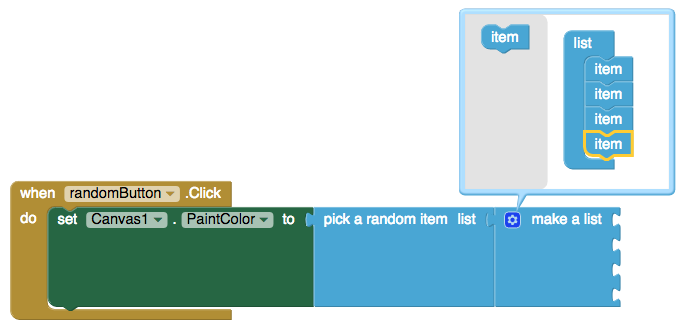 item
list
item
item
item
item
when randomButton .Click
do set Canvas1 . PaintColor to pick a random item list make a list